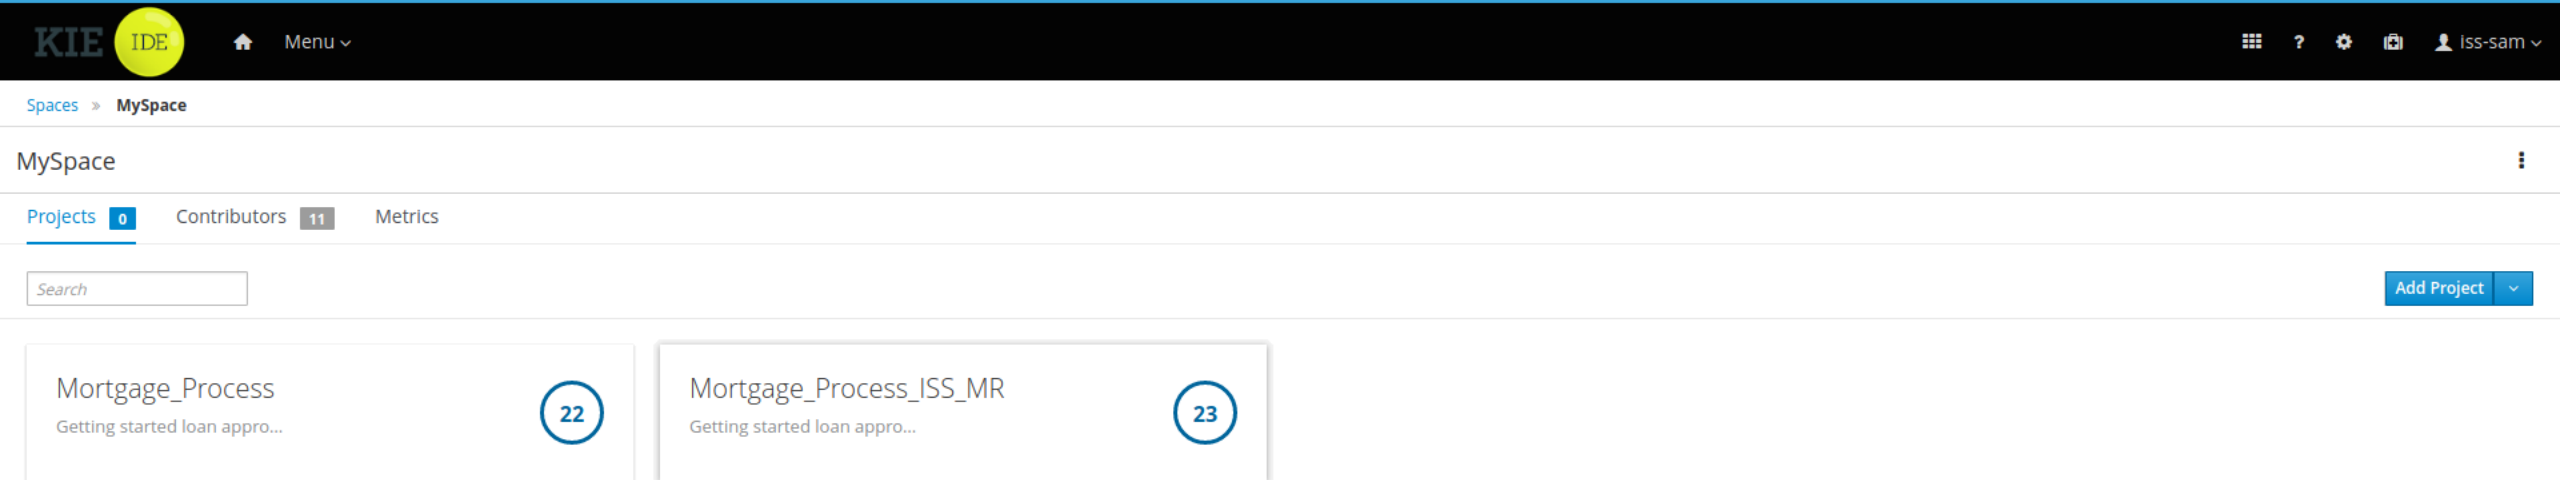 KIE IDE Menu ? iss-sam
Spaces » MySpace
MySpace
Projects 0 Contributors 11 Metrics
Search Add Project
Mortgage_Process 22 Mortgage_Process_ISS_MR 23
Getting started loan appro... Getting started loan appro...